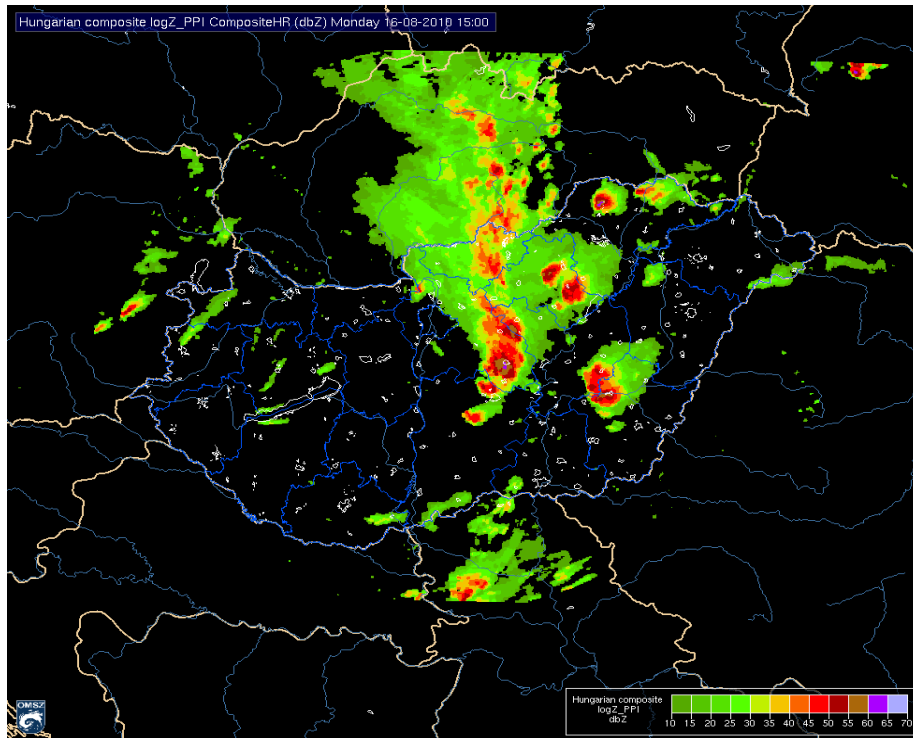 Hungarian composite logZ_PPI CompositeHR (dbZ) Monday 16-08-2010 15:00
OMSZ
Hungarian composite
logZ_PPI
dbZ
10 15 20 25 30 35 40 45 50 55 60 65 70